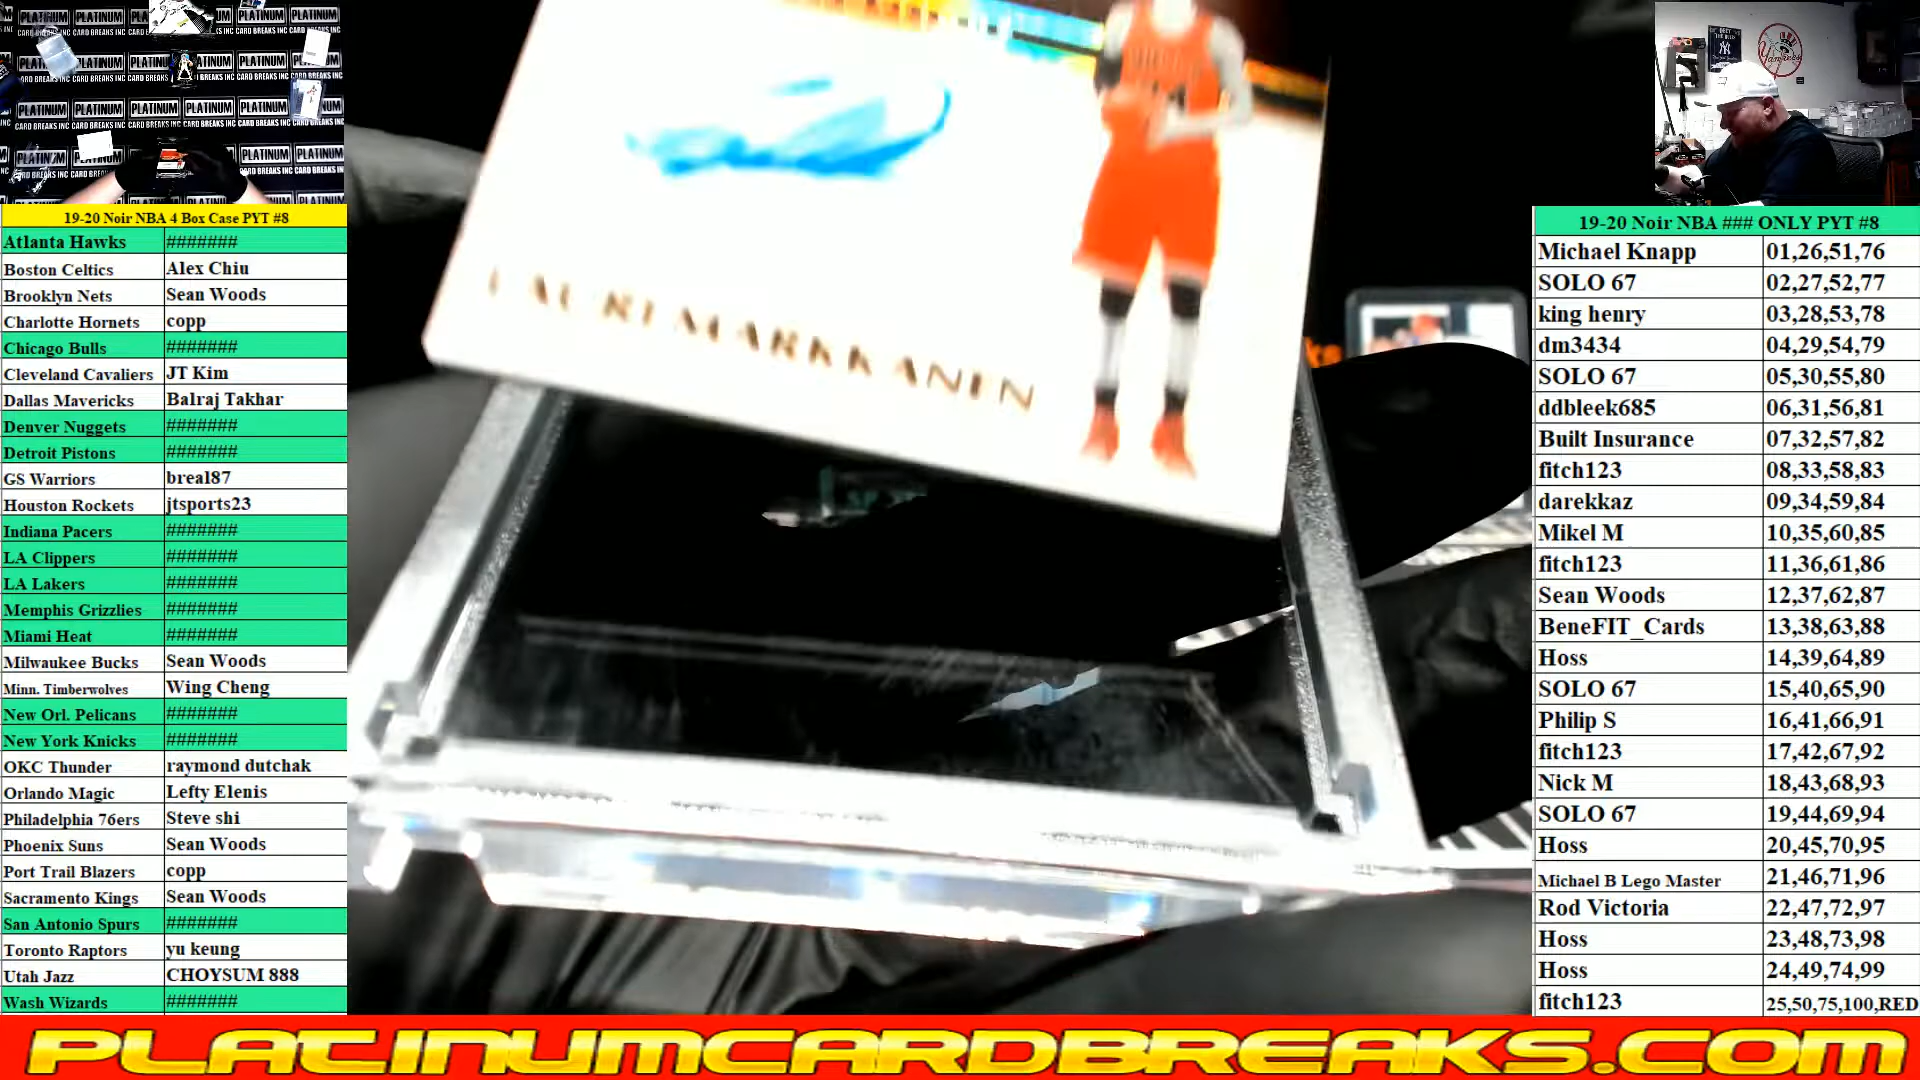 19-20 Noir NBA 4 Box Case PYT #8
Atlanta Hawks #######
Boston Celtics Alex Chiu
Brooklyn Nets Sean Woods
Charlotte Hornets copp
Chicago Bulls #######
Cleveland Cavaliers JT Kim
Dallas Mavericks Balraj Takhar
Denver Nuggets #######
Detroit Pistons #######
GS Warriors breal87
Houston Rockets jtsports23
Indiana Pacers #######
LA Clippers #######
LA Lakers #######
Memphis Grizzlies #######
Miami Heat #######
Milwaukee Bucks Sean Woods
Minn. Timberwolves Wing Cheng
New Orl. Pelicans #######
New York Knicks #######
OKC Thunder raymond dutchak
Orlando Magic Lefty Elenis
Philadelphia 76ers Steve shi
Phoenix Suns Sean Woods
Port Trail Blazers copp
Sacramento Kings Sean Woods
San Antonio Spurs #######
Toronto Raptors yu keung
Utah Jazz CHOYSUM 888
Wash Wizards #######
LAURI MARKKANEN
19-20 Noir NBA ### ONLY PYT #8
Michael Knapp 01,26,51,76
SOLO 67 02,27,52,77
king henry 03,28,53,78
dm3434 04,29,54,79
SOLO 67 05,30,55,80
ddbleek685 06,31,56,81
Built Insurance 07,32,57,82
fitch123 08,33,58,83
darekkaz 09,34,59,84
Mikel M 10,35,60,85
fitch123 11,36,61,86
Sean Woods 12,37,62,87
BeneFIT_Cards 13,38,63,88
Hoss 14,39,64,89
SOLO 67 15,40,65,90
Philip S 16,41,66,91
fitch123 17,42,67,92
Nick M 18,43,68,93
SOLO 67 19,44,69,94
Hoss 20,45,70,95
Michael B Lego Master 21,46,71,96
Rod Victoria 22,47,72,97
Hoss 23,48,73,98
Hoss 24,49,74,99
fitch123 25,50,75,100,RED
PLATINUMCARDBREAKS.COM